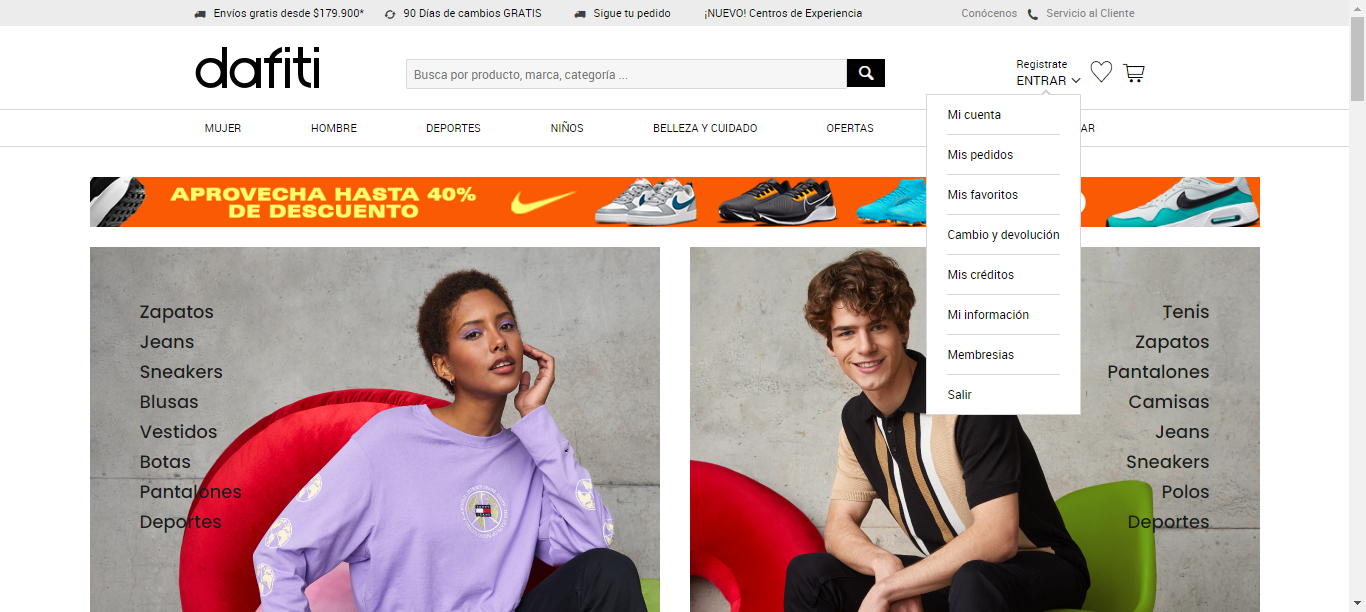 Envíos gratis desde $179.900*
90 Días de cambios GRATIS
Sigue tu pedido
¡NUEVO! Centros de Experiencia
Conócenos
Servicio al Cliente
dafiti
Busca por producto, marca, categoría ...
Registrate
ENTRAR
MUJER
HOMBRE
DEPORTES
NIÑOS
BELLEZA Y CUIDADO
OFERTAS
AR
Mi cuenta
Mis pedidos
Mis favoritos
Cambio y devolución
Mis créditos
Mi información
Membresias
Salir
APROVECHA HASTA 40%
DE DESCUENTO
Zapatos
Jeans
Sneakers
Blusas
Vestidos
Botas
Pantalones
Deportes
Tenis
Zapatos
Pantalones
Camisas
Jeans
Sneakers
Polos
Deportes